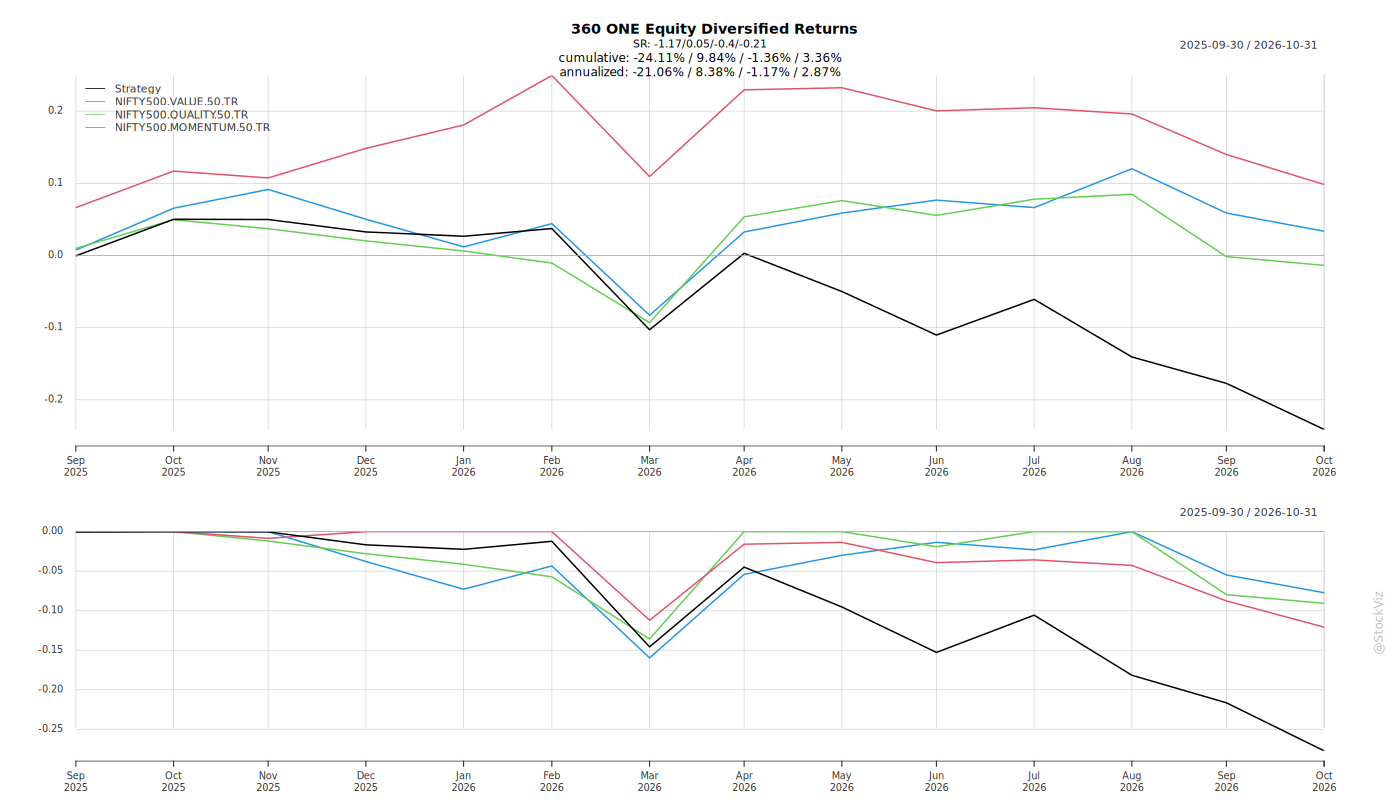 360 ONE Equity Diversified Returns
SR: -1.17/0.05/-0.4/-0.21
cumulative: -24.11% / 9.84% / -1.36% / 3.36%
annualized: -21.06% / 8.38% / -1.17% / 2.87%
2025-09-30 / 2026-10-31
Strategy
NIFTY500.VALUE.50.TR
NIFTY500.QUALITY.50.TR
NIFTY500.MOMENTUM.50.TR
0.2
0.1
0.0
-0.1
-0.2
Sep Oct Nov Dec Jan Feb Mar Apr May Jun Jul Aug Sep Oct
2025 2025 2025 2025 2026 2026 2026 2026 2026 2026 2026 2026 2026 2026
2025-09-30 / 2026-10-31
0.00
-0.05
-0.10
-0.15
-0.20
-0.25
Sep Oct Nov Dec Jan Feb Mar Apr May Jun Jul Aug Sep Oct
2025 2025 2025 2025 2026 2026 2026 2026 2026 2026 2026 2026 2026 2026
@StockViz